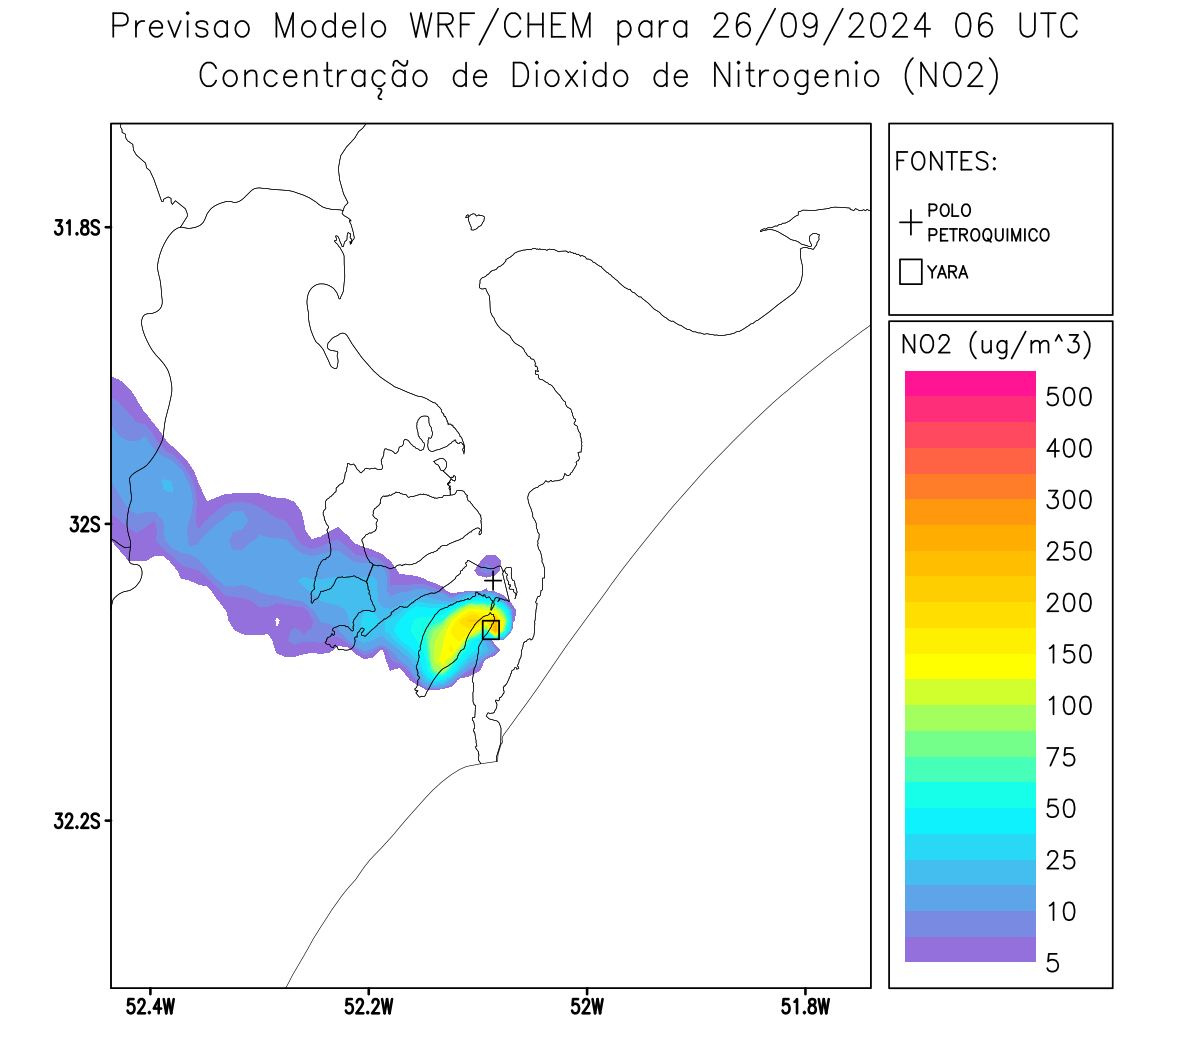 Previsao Modelo WRF/CHEM para 26/09/2024 06 UTC
Concentração de Dioxido de Nitrogenio (NO2)
FONTES:
POLO
PETROQUIMICO
YARA
NO2 (ug/m^3)
500
400
300
250
200
150
100
75
50
25
10
5
31.8S
32S
32.2S
52.4W
52.2W
52W
51.8W